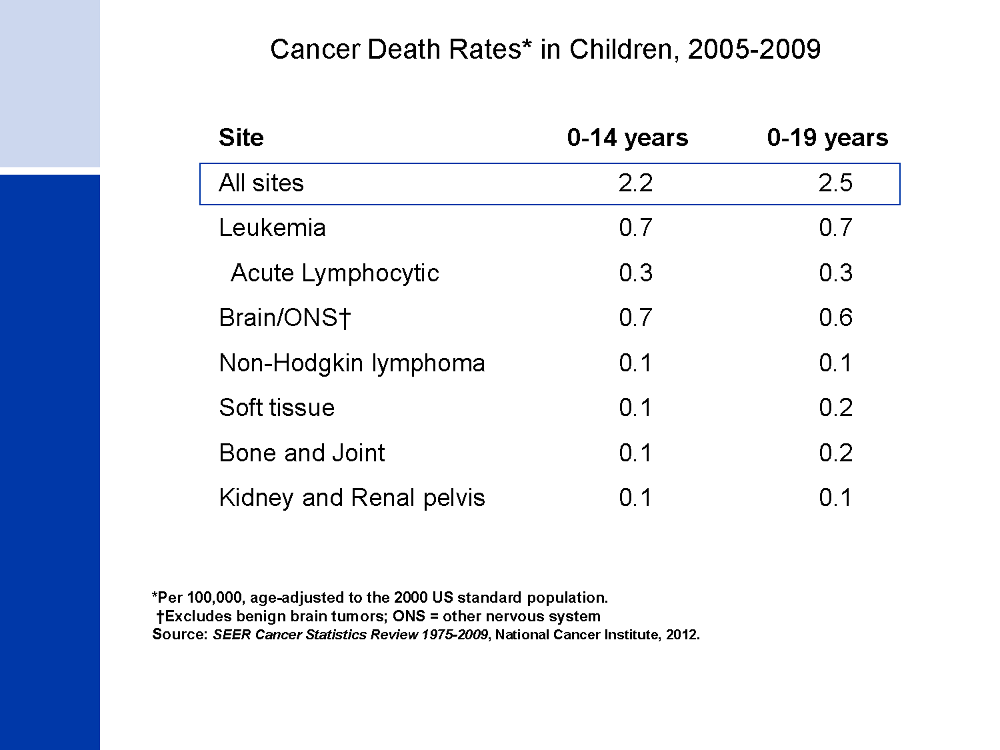 Cancer Death Rates* in Children, 2005-2009
Site 0-14 years 0-19 years
All sites 2.2 2.5
Leukemia 0.7 0.7
Acute Lymphocytic 0.3 0.3
Brain/ONS† 0.7 0.6
Non-Hodgkin lymphoma 0.1 0.1
Soft tissue 0.1 0.2
Bone and Joint 0.1 0.2
Kidney and Renal pelvis 0.1 0.1
*Per 100,000, age-adjusted to the 2000 US standard population.
†Excludes benign brain tumors; ONS = other nervous system
Source: SEER Cancer Statistics Review 1975-2009, National Cancer Institute, 2012.